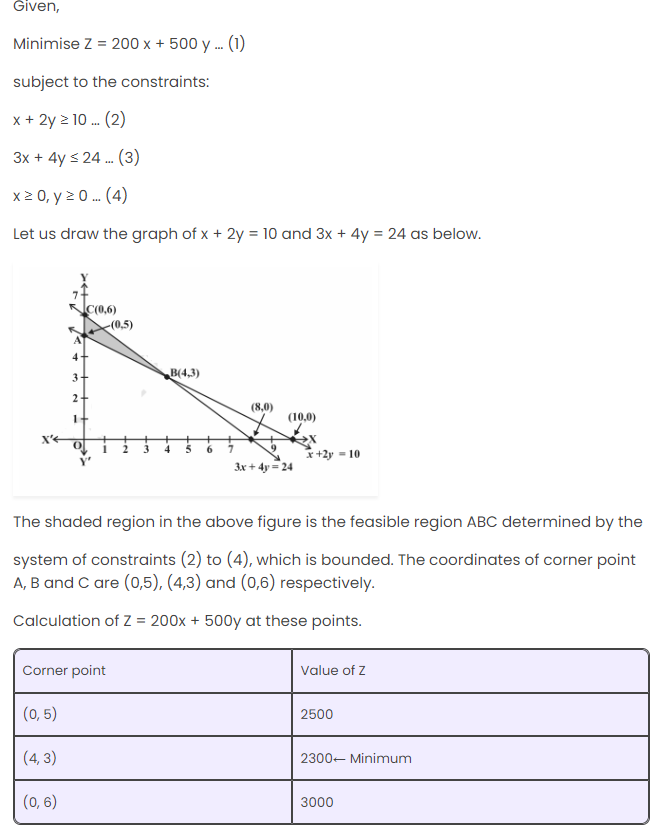 Given,
Minimise Z = 200 x + 500 y ... (1)
subject to the constraints:
x + 2y ≥ 10 ... (2)
3x + 4y ≤ 24 ... (3)
x ≥ 0, y ≥ 0 ... (4)
Let us draw the graph of x + 2y = 10 and 3x + 4y = 24 as below.
Y
7
C(0,6)
(0,5)
A
4
3
B(4,3)
2
(8,0)
1
(10,0)
X'
O
1 2 3 4 5 6 7 9
X
Y'
x+2y = 10
3x + 4y = 24
The shaded region in the above figure is the feasible region ABC determined by the
system of constraints (2) to (4), which is bounded. The coordinates of corner point
A, B and C are (0,5), (4,3) and (0,6) respectively.
Calculation of Z = 200x + 500y at these points.
Corner point Value of Z
(0, 5) 2500
(4, 3) 2300← Minimum
(0, 6) 3000